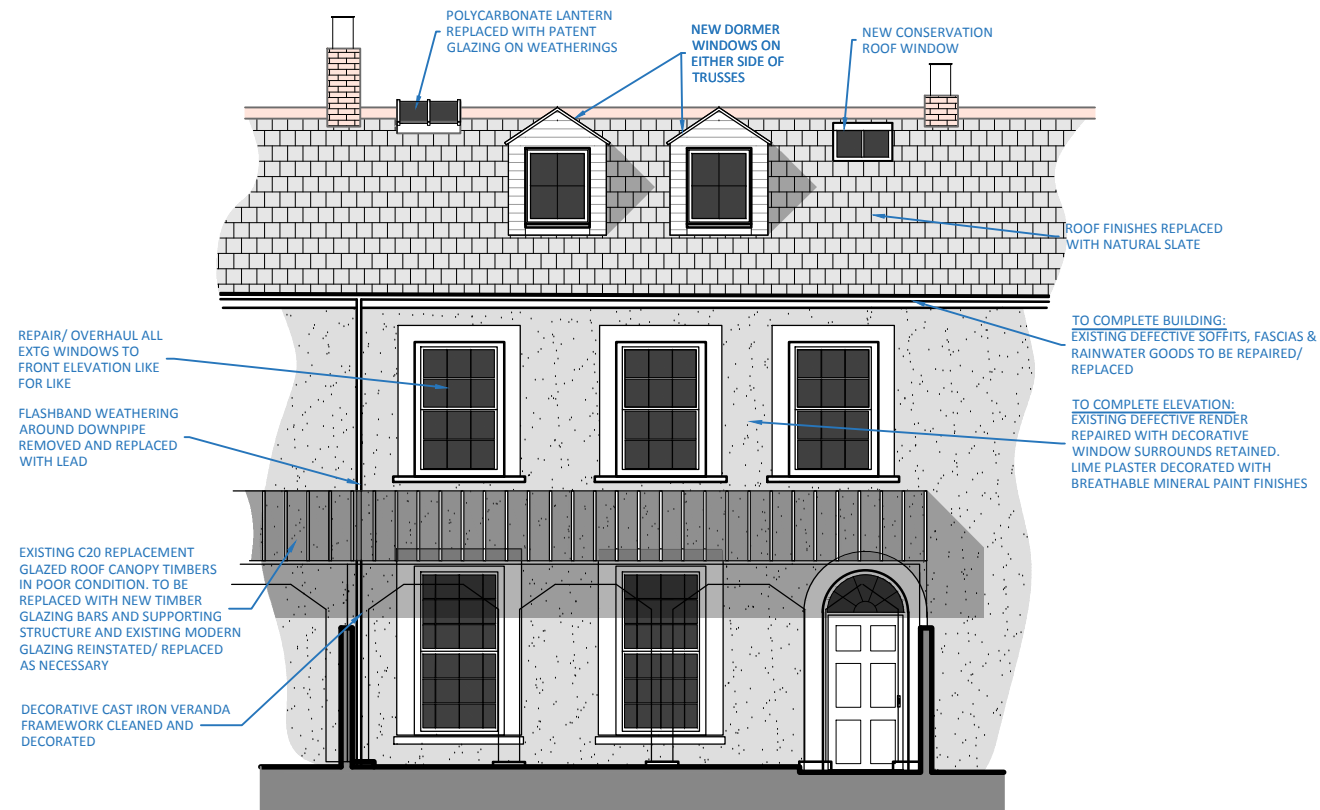 POLYCARBONATE LANTERN
REPLACED WITH PATENT
GLAZING ON WEATHERINGS
NEW DORMER
WINDOWS ON
EITHER SIDE OF
TRUSSES
NEW CONSERVATION
ROOF WINDOW
ROOF FINISHES REPLACED
WITH NATURAL SLATE
TO COMPLETE BUILDING:
EXISTING DEFECTIVE SOFFITS, FASCIAS &
RAINWATER GOODS TO BE REPAIRED/
REPLACED
TO COMPLETE ELEVATION:
EXISTING DEFECTIVE RENDER
REPAIRED WITH DECORATIVE
WINDOW SURROUNDS RETAINED.
LIME PLASTER DECORATED WITH
BREATHABLE MINERAL PAINT FINISHES
REPAIR/ OVERHAUL ALL
EXTG WINDOWS TO
FRONT ELEVATION LIKE
FOR LIKE
FLASHBAND WEATHERING
AROUND DOWNPIPE
REMOVED AND REPLACED
WITH LEAD
EXISTING C20 REPLACEMENT
GLAZED ROOF CANOPY TIMBERS
IN POOR CONDITION. TO BE
REPLACED WITH NEW TIMBER
GLAZING BARS AND SUPPORTING
STRUCTURE AND EXISTING MODERN
GLAZING REINSTATED/ REPLACED
AS NECESSARY
DECORATIVE CAST IRON VERANDA
FRAMEWORK CLEANED AND
DECORATED